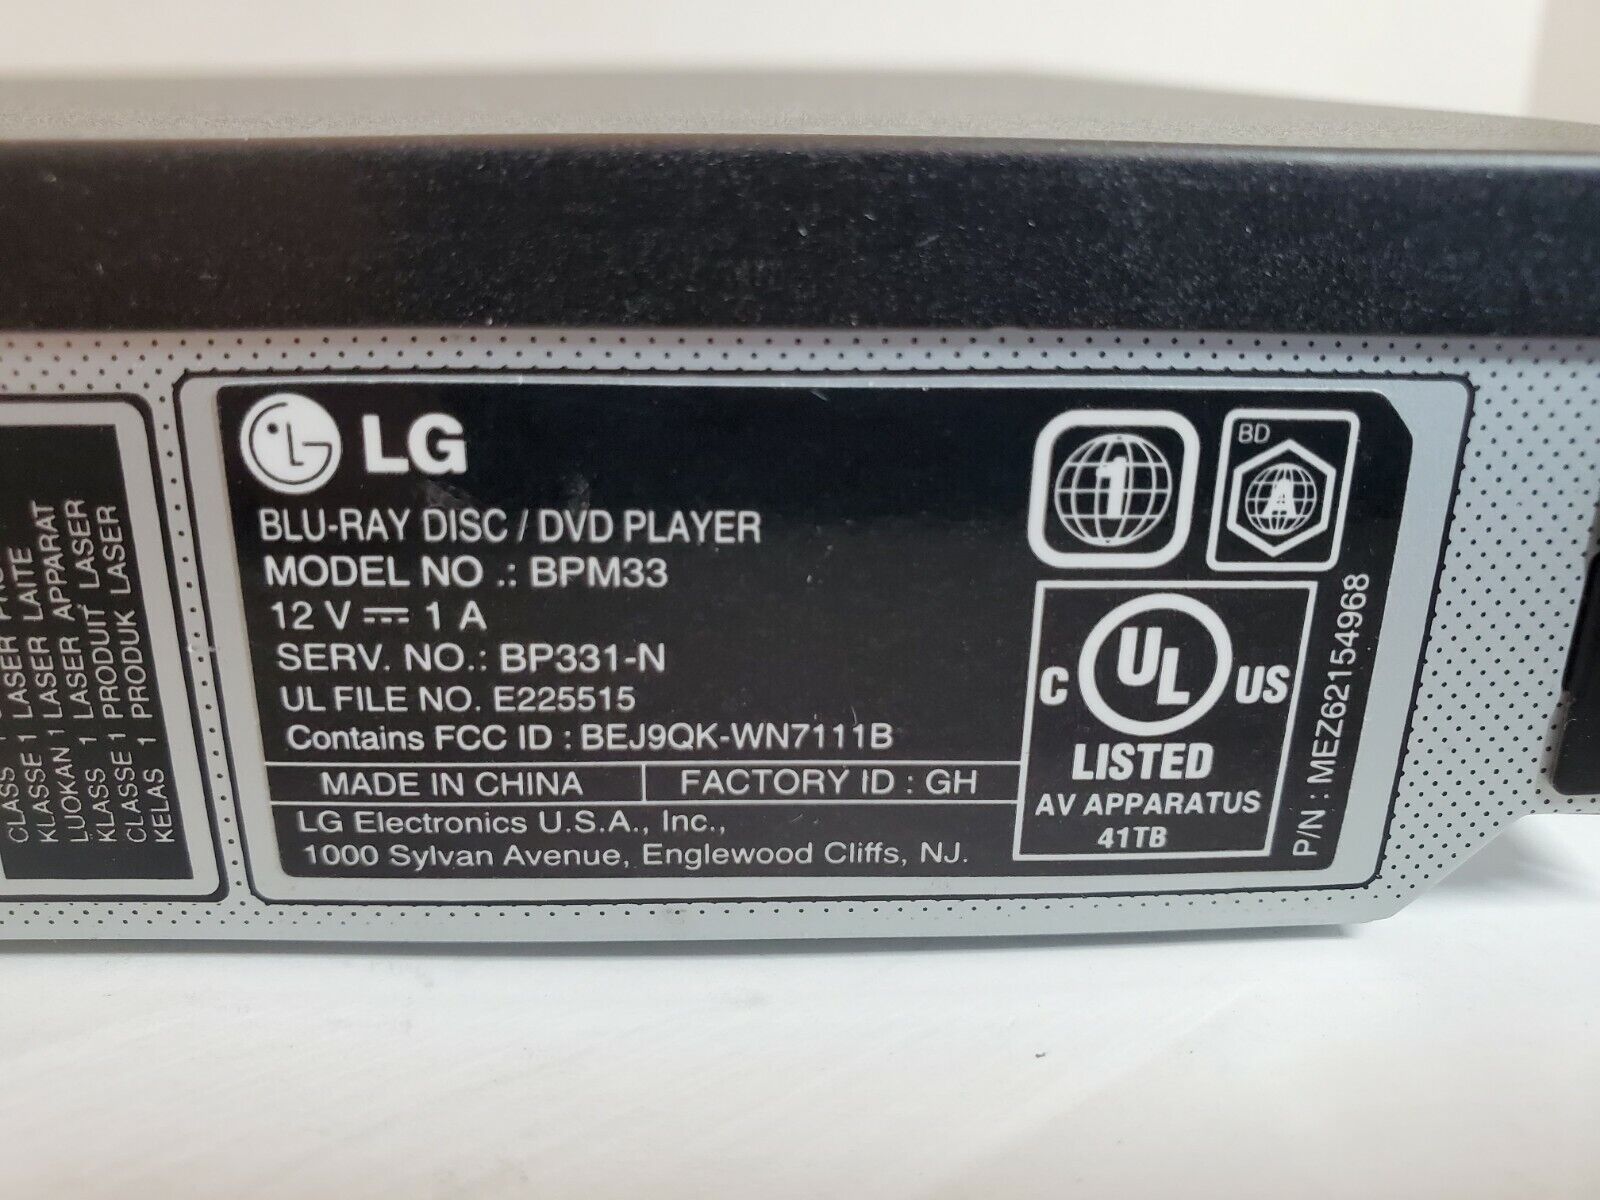 CLASS 1 LASER
KLASSE 1 LASER LAITE
LUOKAN 1 LASER APPARAT
KLASS 1 LASER
CLASSE 1 PRODUIT LASER
KELAS 1 PRODUK LASER
LG
BLU-RAY DISC / DVD PLAYER
MODEL NO .: BPM33
12 V ⎓ 1 A
SERV. NO.: BP331-N
UL FILE NO. E225515
Contains FCC ID : BEJ9QK-WN7111B
MADE IN CHINA
FACTORY ID : GH
LG Electronics U.S.A., Inc.,
1000 Sylvan Avenue, Englewood Cliffs, NJ.
1
BD
A
C UL US
LISTED
AV APPARATUS
41TB
P/N : MEZ62154968